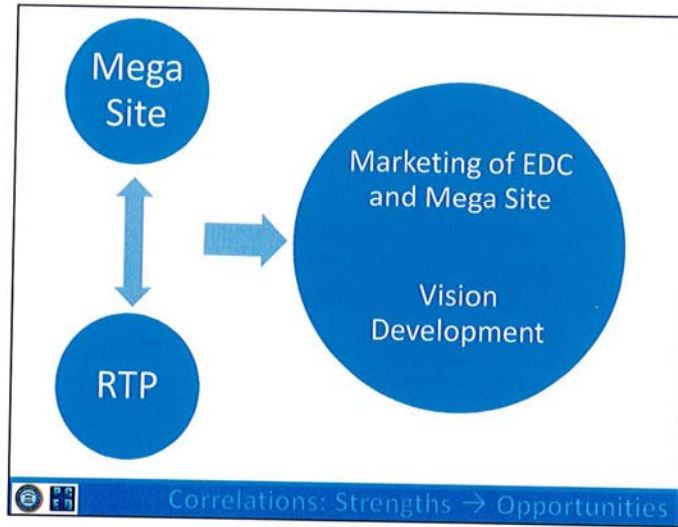 Mega
Site
Marketing of EDC
and Mega Site
Vision
Development
RTP
Correlations: Strengths → Opportunities